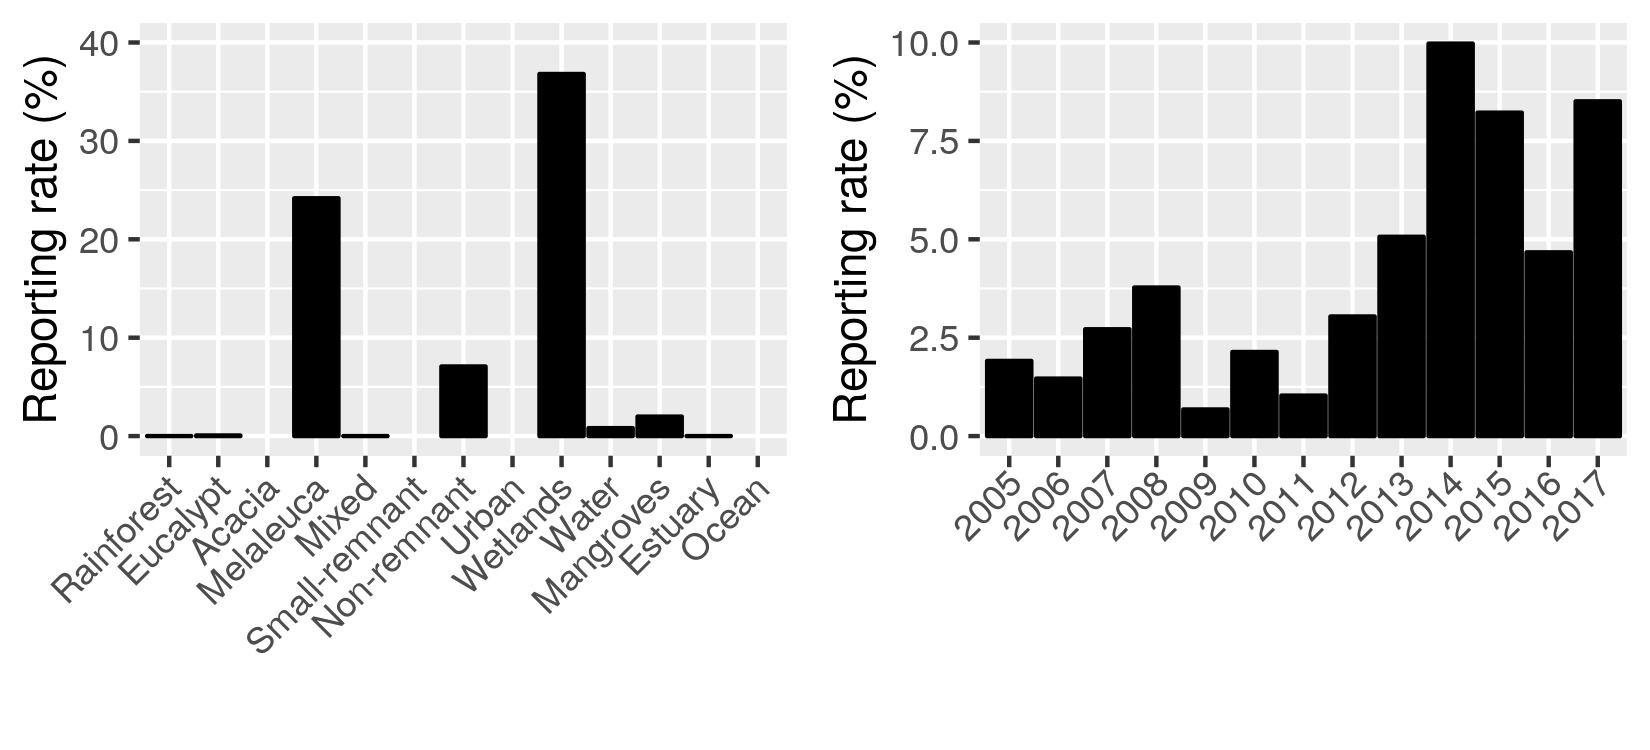 Reporting rate (%)
40
30
20
10
0
Rainforest
Eucalypt
Acacia
Melaleuca
Mixed
Small-remnant
Non-remnant
Urban
Wetlands
Water
Mangroves
Estuary
Ocean
Reporting rate (%)
10.0
7.5
5.0
2.5
0.0
2005
2006
2007
2008
2009
2010
2011
2012
2013
2014
2015
2016
2017